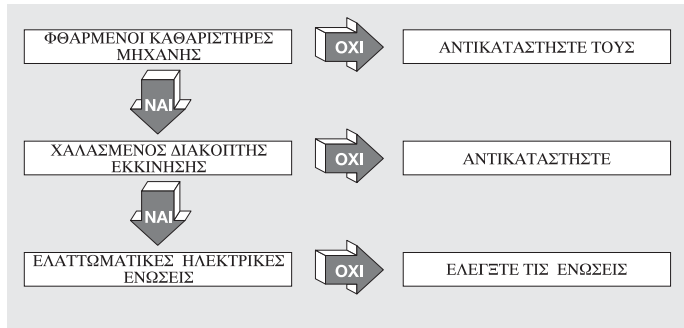 ΦΘΑΡΜΕΝΟΙ ΚΑΘΑΡΙΣΤΗΡΕΣ
ΜΗΧΑΝΗΣ
ΟΧΙ
ΑΝΤΙΚΑΤΑΣΤΗΣΤΕ ΤΟΥΣ
ΝΑΙ
ΧΑΛΑΣΜΕΝΟΣ ΔΙΑΚΟΠΤΗΣ
ΕΚΚΙΝΗΣΗΣ
ΟΧΙ
ΑΝΤΙΚΑΤΑΣΤΗΣΤΕ
ΝΑΙ
ΕΛΑΤΤΩΜΑΤΙΚΕΣ ΗΛΕΚΤΡΙΚΕΣ
ΕΝΩΣΕΙΣ
ΟΧΙ
ΕΛΕΓΞΤΕ ΤΙΣ ΕΝΩΣΕΙΣ